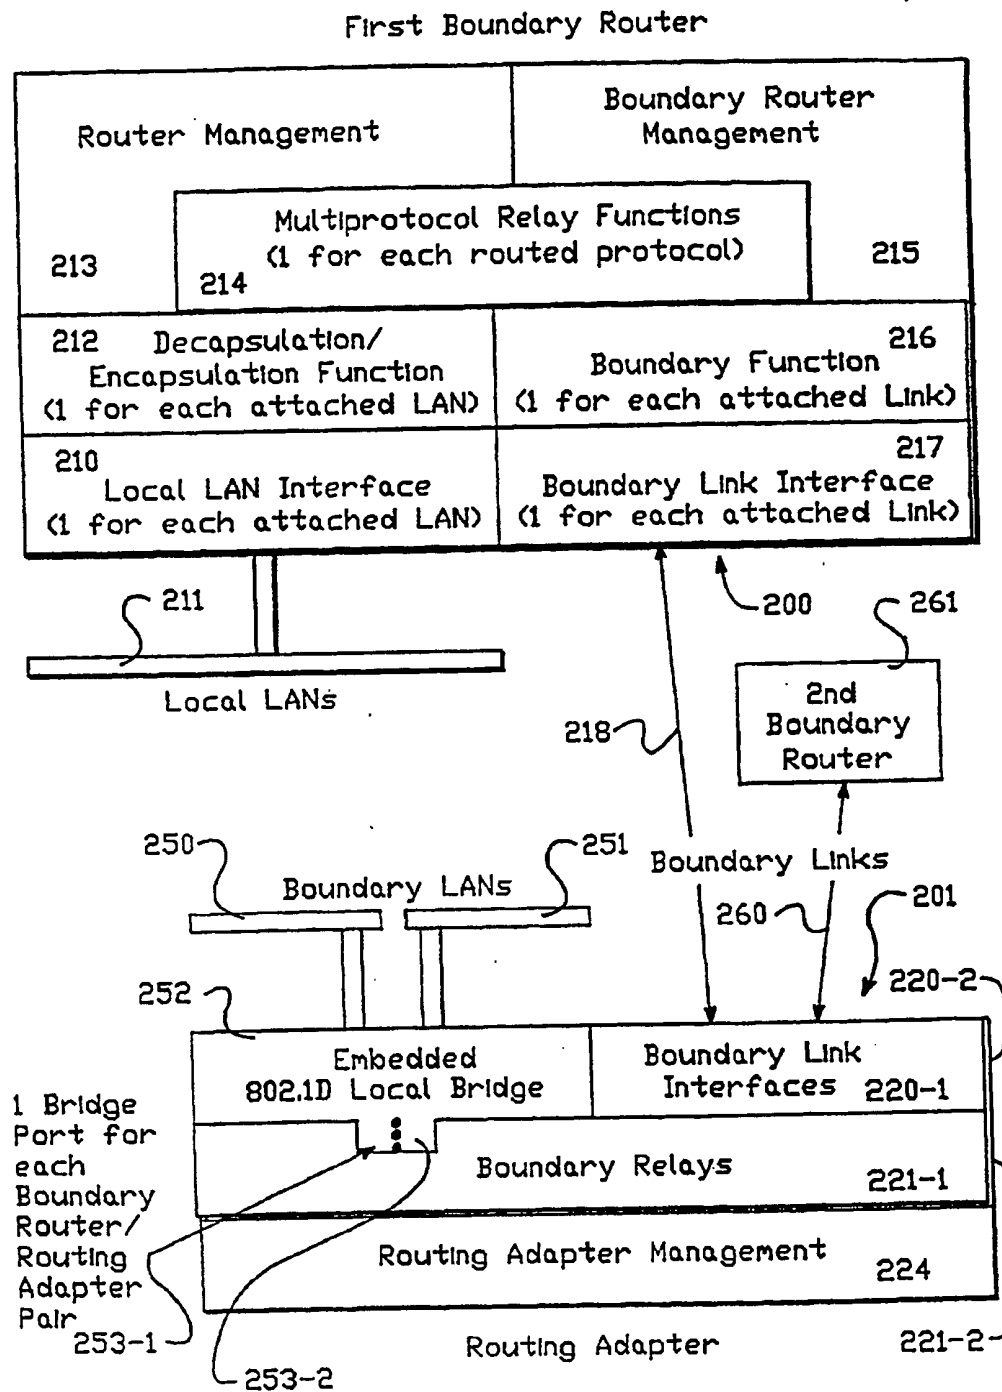 First Boundary Router
Router Management
Boundary Router
Management
Multiprotocol Relay Functions
(1 for each routed protocol)
213
214
215
212 Decapsulation/
Encapsulation Function
(1 for each attached LAN)
216
Boundary Function
(1 for each attached Link)
210
Local LAN Interface
(1 for each attached LAN)
217
Boundary Link Interface
(1 for each attached Link)
211
200
261
Local LANs
218
2nd
Boundary
Router
250
251
Boundary LANs
Boundary Links
260
201
252
220-2
Embedded
802.1D Local Bridge
Boundary Link
Interfaces 220-1
1 Bridge
Port for
each
Boundary
Router/
Routing
Adapter
Pair
Boundary Relays
221-1
Routing Adapter Management
224
253-1
253-2
Routing Adapter
221-2